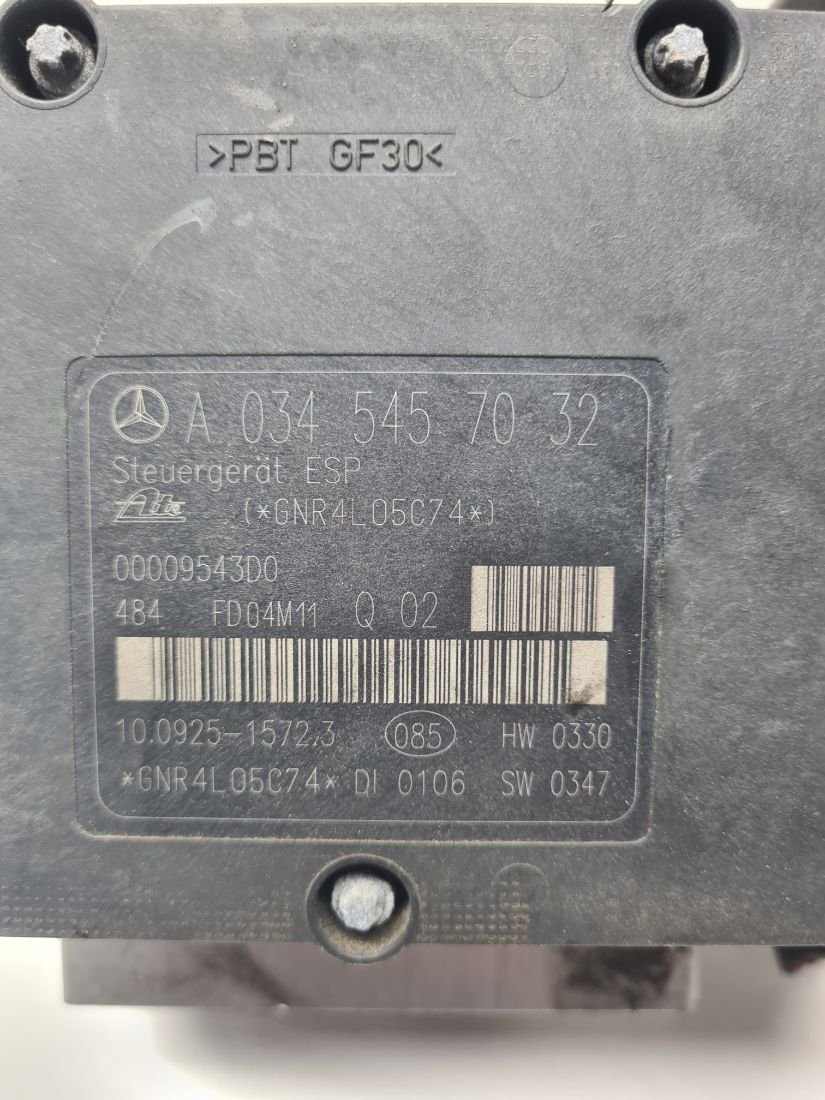 >PBT GF30<
A 034 545 70 32
Steuergerät ESP
Ate (*GNR4L05C74*)
00009543D0
484 FD04M11 Q 02
10.0925-1572.3 085 HW 0330
*GNR4L05C74* DI 0106 SW 0347